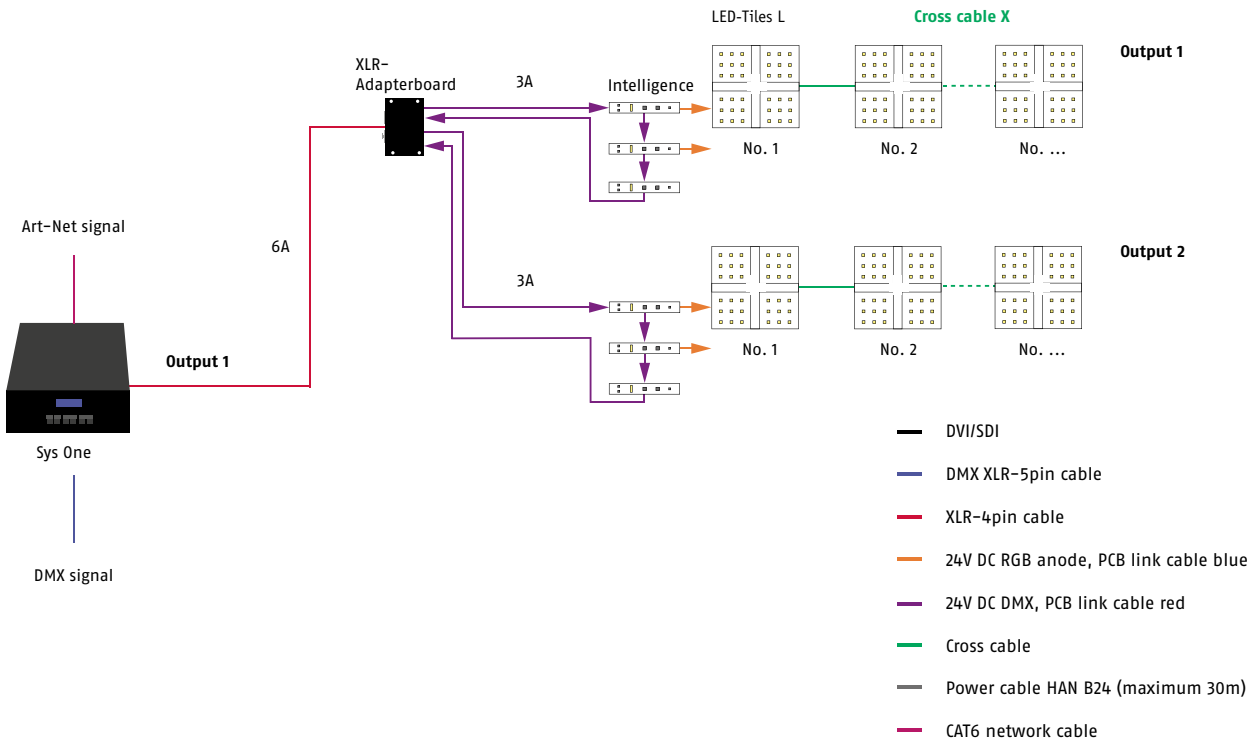 LED-Tiles L
Cross cable X
Output 1
XLR-
Adapterboard
3A
Intelligence
No. 1
No. 2
No. ...
Art-Net signal
6A
Output 2
3A
No. 1
No. 2
No. ...
Output 1
Sys One
DMX signal
DVI/SDI
DMX XLR-5pin cable
XLR-4pin cable
24V DC RGB anode, PCB link cable blue
24V DC DMX, PCB link cable red
Cross cable
Power cable HAN B24 (maximum 30m)
CAT6 network cable